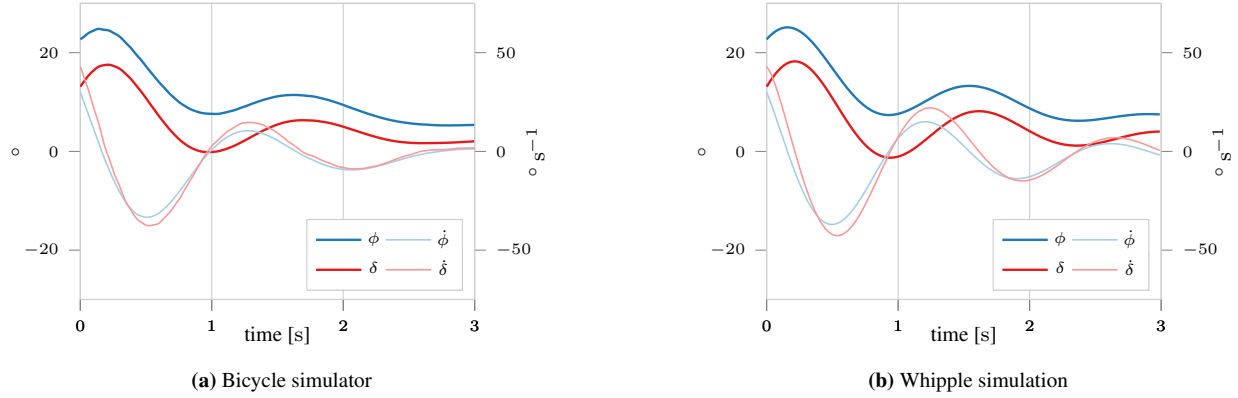 20
0
−20
°
50
0
−50
° s⁻¹
ϕ ϕ̇
δ δ̇
0 1 2 3
time [s]
(a) Bicycle simulator
20
0
−20
°
50
0
−50
° s⁻¹
ϕ ϕ̇
δ δ̇
0 1 2 3
time [s]
(b) Whipple simulation